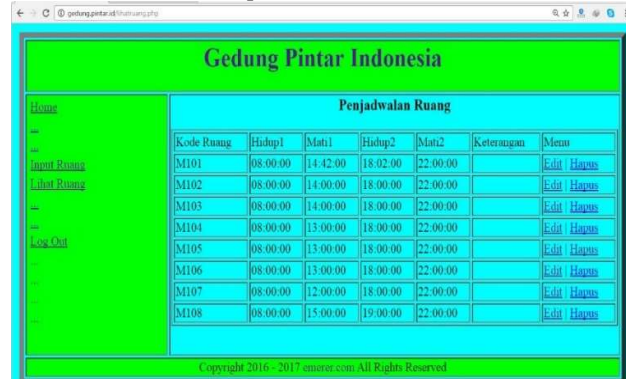 gedung.pintar.id/lihatruang.php
Gedung Pintar Indonesia
Home
...
...
Input Ruang
Lihat Ruang
...
...
Log Out
...
...
...
...
Penjadwalan Ruang
Kode Ruang Hidup1 Mati1 Hidup2 Mati2 Keterangan Menu
M101 08:00:00 14:42:00 18:02:00 22:00:00 Edit | Hapus
M102 08:00:00 14:00:00 18:00:00 22:00:00 Edit | Hapus
M103 08:00:00 14:00:00 18:00:00 22:00:00 Edit | Hapus
M104 08:00:00 13:00:00 18:00:00 22:00:00 Edit | Hapus
M105 08:00:00 13:00:00 18:00:00 22:00:00 Edit | Hapus
M106 08:00:00 13:00:00 18:00:00 22:00:00 Edit | Hapus
M107 08:00:00 12:00:00 18:00:00 22:00:00 Edit | Hapus
M108 08:00:00 15:00:00 19:00:00 22:00:00 Edit | Hapus
Copyright 2016 - 2017 emerer.com All Rights Reserved